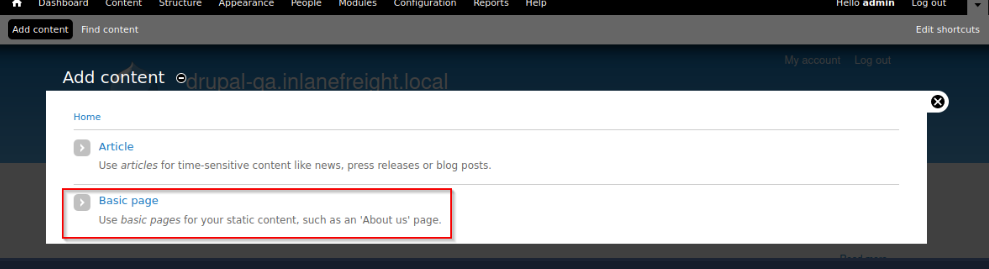 Dashboard Content Structure Appearance People Modules Configuration Reports Help Hello admin Log out
Add content Find content Edit shortcuts
My account Log out
Add content drupal-qa.inlanefreight.local
Home
Article
Use articles for time-sensitive content like news, press releases or blog posts.
Basic page
Use basic pages for your static content, such as an 'About us' page.
Read more